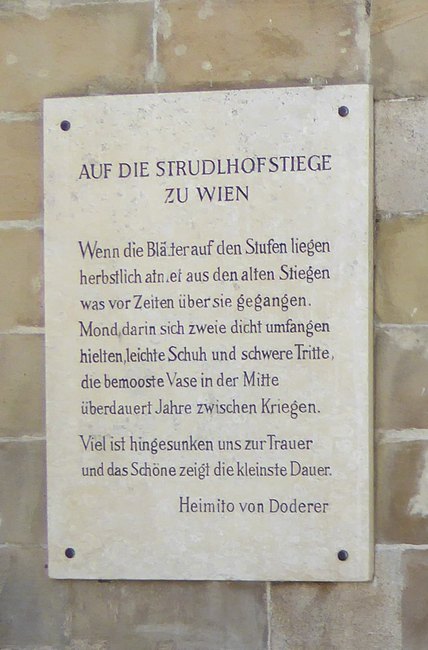 AUF DIE STRUDLHOFSTIEGE
ZU WIEN
Wenn die Blätter auf den Stufen liegen
herbstlich atmet aus den alten Stiegen
was vor Zeiten über sie gegangen.
Mond, darin sich zweie dicht umfangen
hielten, leichte Schuh und schwere Tritte,
die bemooste Vase in der Mitte
überdauert Jahre zwischen Kriegen.
Viel ist hingesunken uns zur Trauer
und das Schöne zeigt die kleinste Dauer.
Heimito von Doderer